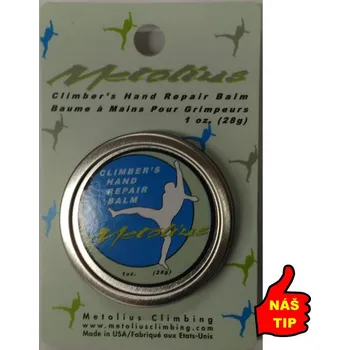 Metolius
Climber's Hand Repair Balm
Baume à Mains Pour Grimpeurs
1 oz. (28g)
CLIMBER'S
HAND
REPAIR
BALM
Metolius
1oz. (28g)
Metolius Climbing
www.metoliusclimbing.com
Made in USA/Fabriqué aux Etats-Unis
NÁŠ
TIP